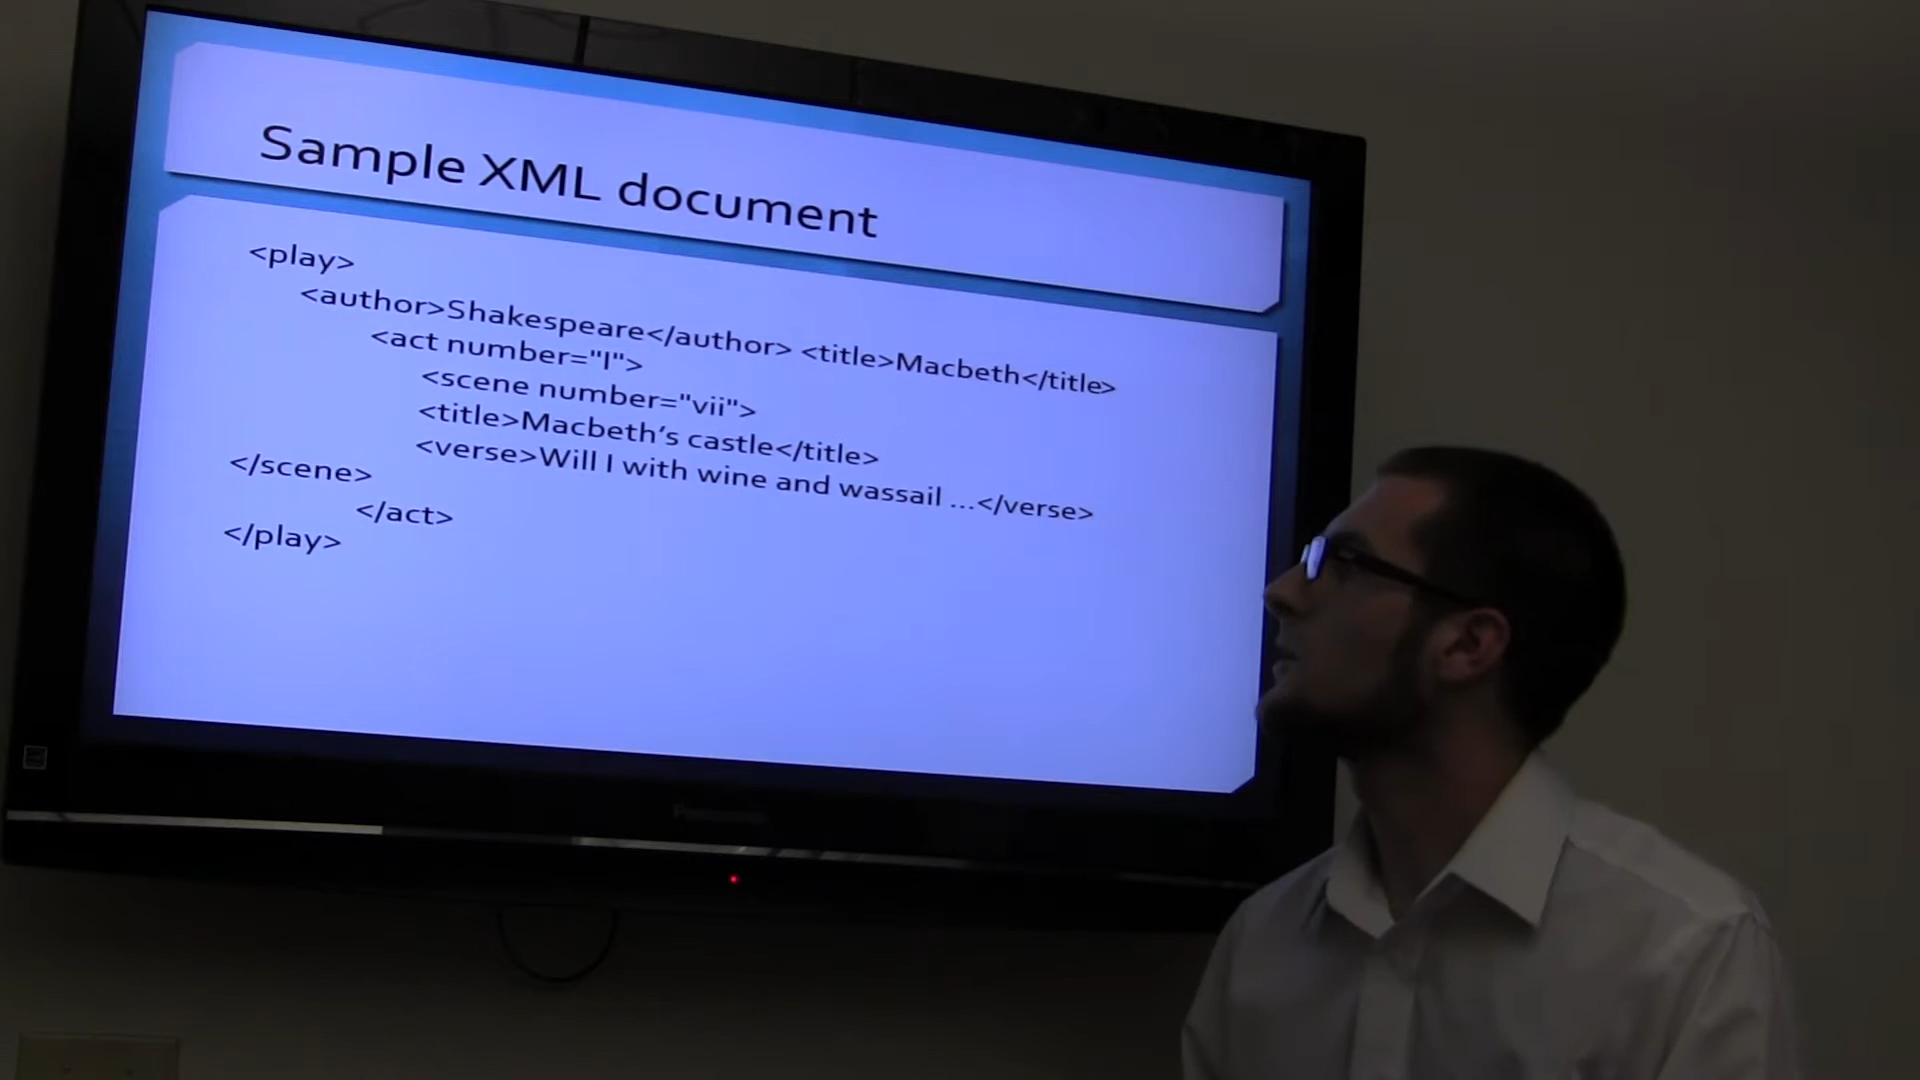 Sample XML document
<play>
<author>Shakespeare</author> <title>Macbeth</title>
<act number="I">
<scene number="vii">
<title>Macbeth’s castle</title>
<verse>Will I with wine and wassail ...</verse>
</scene>
</act>
</play>
Panasonic